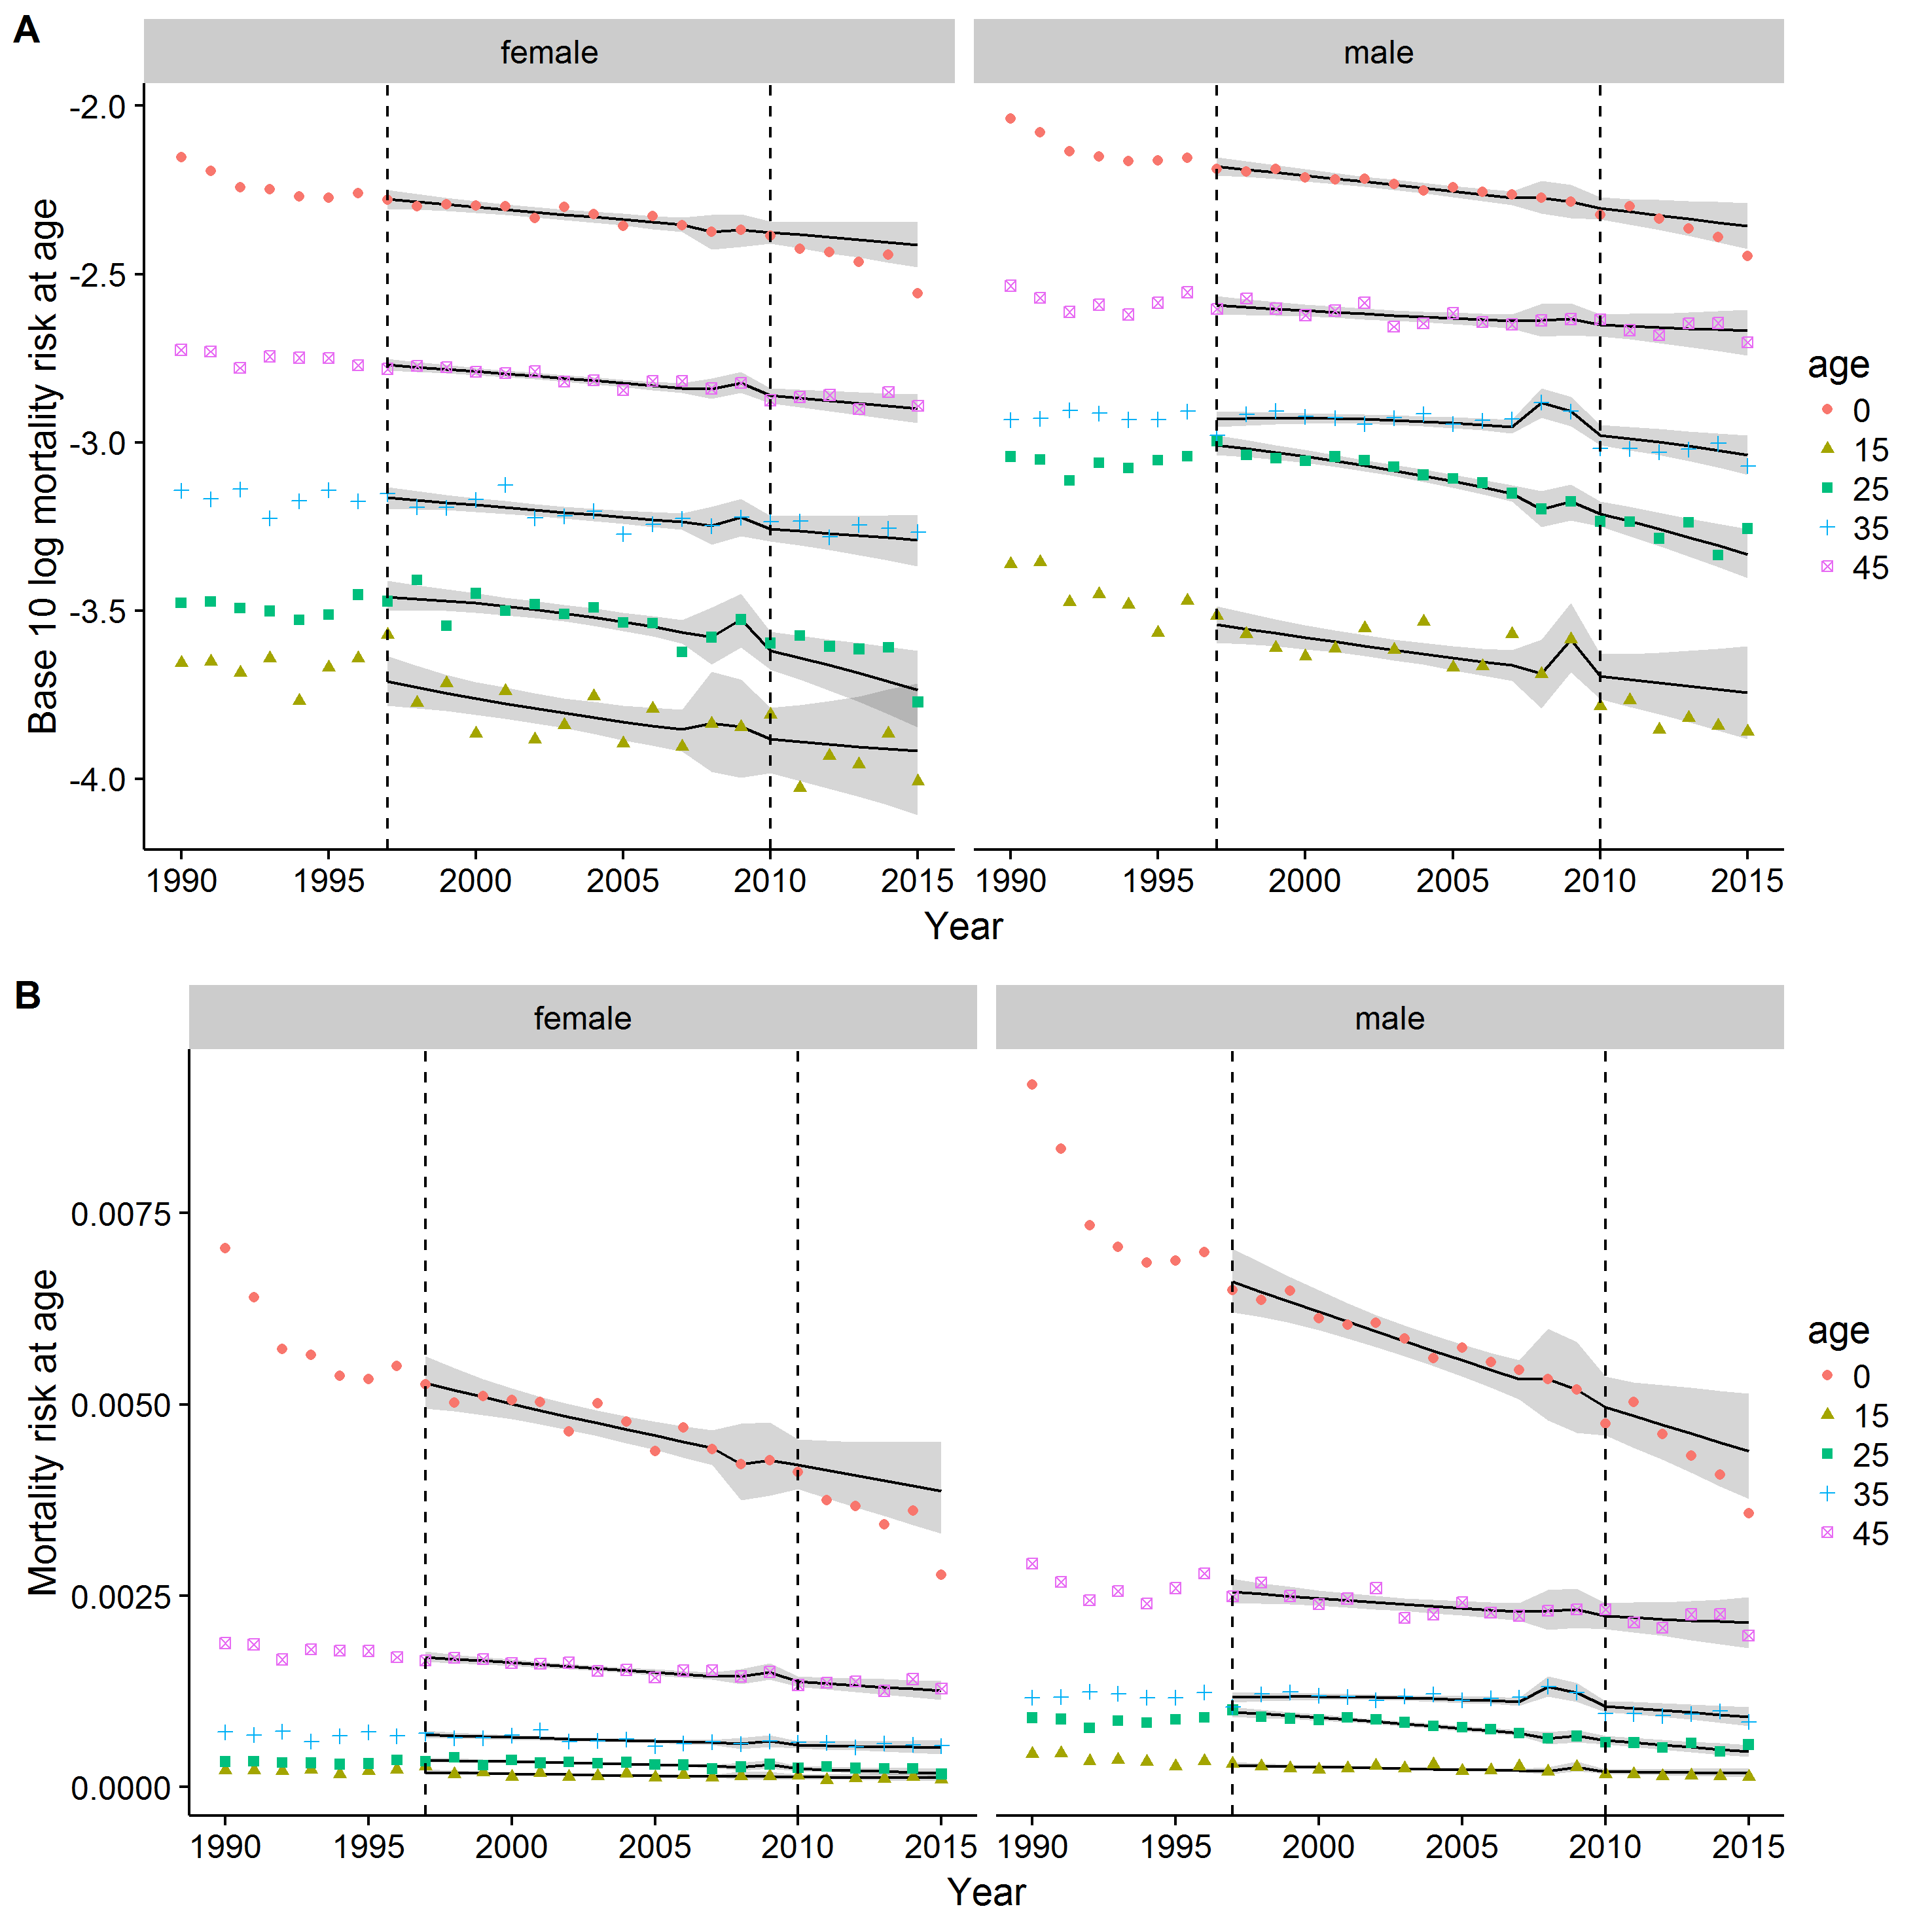 A
female
male
Base 10 log mortality risk at age
-2.0
-2.5
-3.0
-3.5
-4.0
1990 1995 2000 2005 2010 2015
1990 1995 2000 2005 2010 2015
Year
age
0
15
25
35
45
B
female
male
Mortality risk at age
0.0075
0.0050
0.0025
0.0000
1990 1995 2000 2005 2010 2015
1990 1995 2000 2005 2010 2015
Year
age
0
15
25
35
45